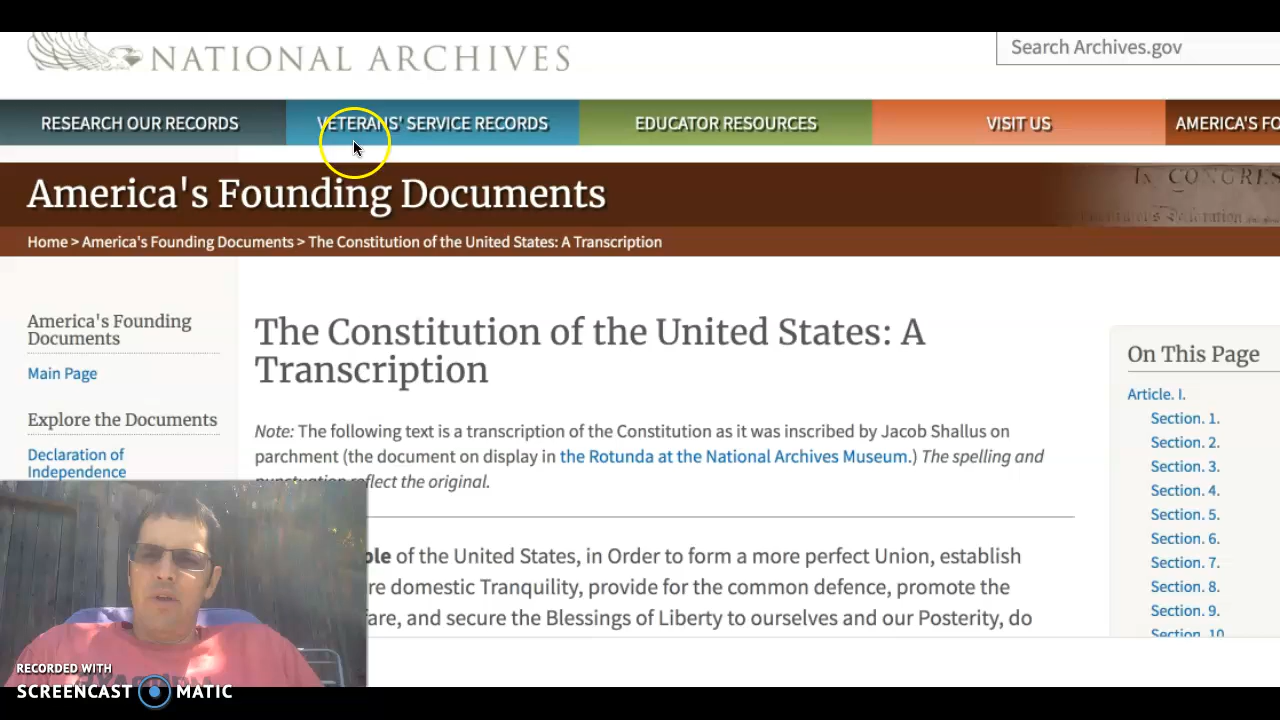 NATIONAL ARCHIVES
Search Archives.gov
RESEARCH OUR RECORDS
VETERANS' SERVICE RECORDS
EDUCATOR RESOURCES
VISIT US
AMERICA'S FO
America's Founding Documents
IN CONGRES
Home > America's Founding Documents > The Constitution of the United States: A Transcription
America's Founding
Documents
Main Page
Explore the Documents
Declaration of
Independence
The Constitution of the United States: A
Transcription
Note: The following text is a transcription of the Constitution as it was inscribed by Jacob Shallus on
parchment (the document on display in the Rotunda at the National Archives Museum.) The spelling and
punctuation reflect the original.
ple of the United States, in Order to form a more perfect Union, establish
re domestic Tranquility, provide for the common defence, promote the
fare, and secure the Blessings of Liberty to ourselves and our Posterity, do
On This Page
Article. I.
Section. 1.
Section. 2.
Section. 3.
Section. 4.
Section. 5.
Section. 6.
Section. 7.
Section. 8.
Section. 9.
Section. 10
RECORDED WITH
SCREENCAST MATIC